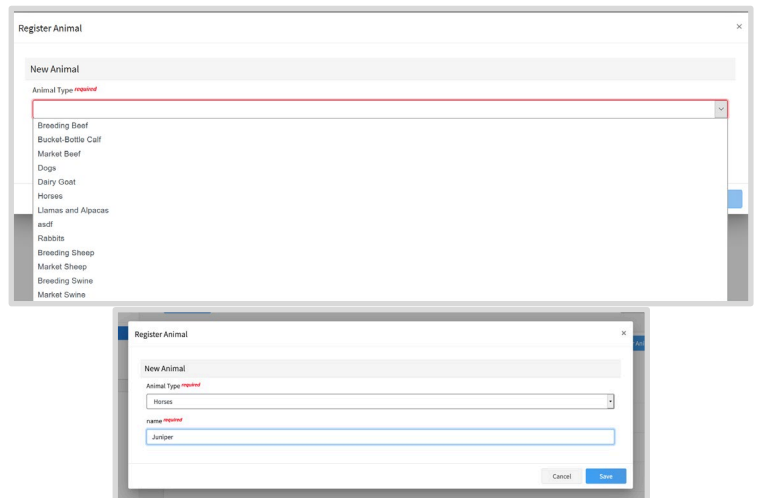 Register Animal ×
New Animal
Animal Type required
Breeding Beef
Bucket-Bottle Calf
Market Beef
Dogs
Dairy Goat
Horses
Llamas and Alpacas
asdf
Rabbits
Breeding Sheep
Market Sheep
Breeding Swine
Market Swine
Register Animal ×
New Animal
Animal Type required
Horses
name required
Juniper
Cancel Save